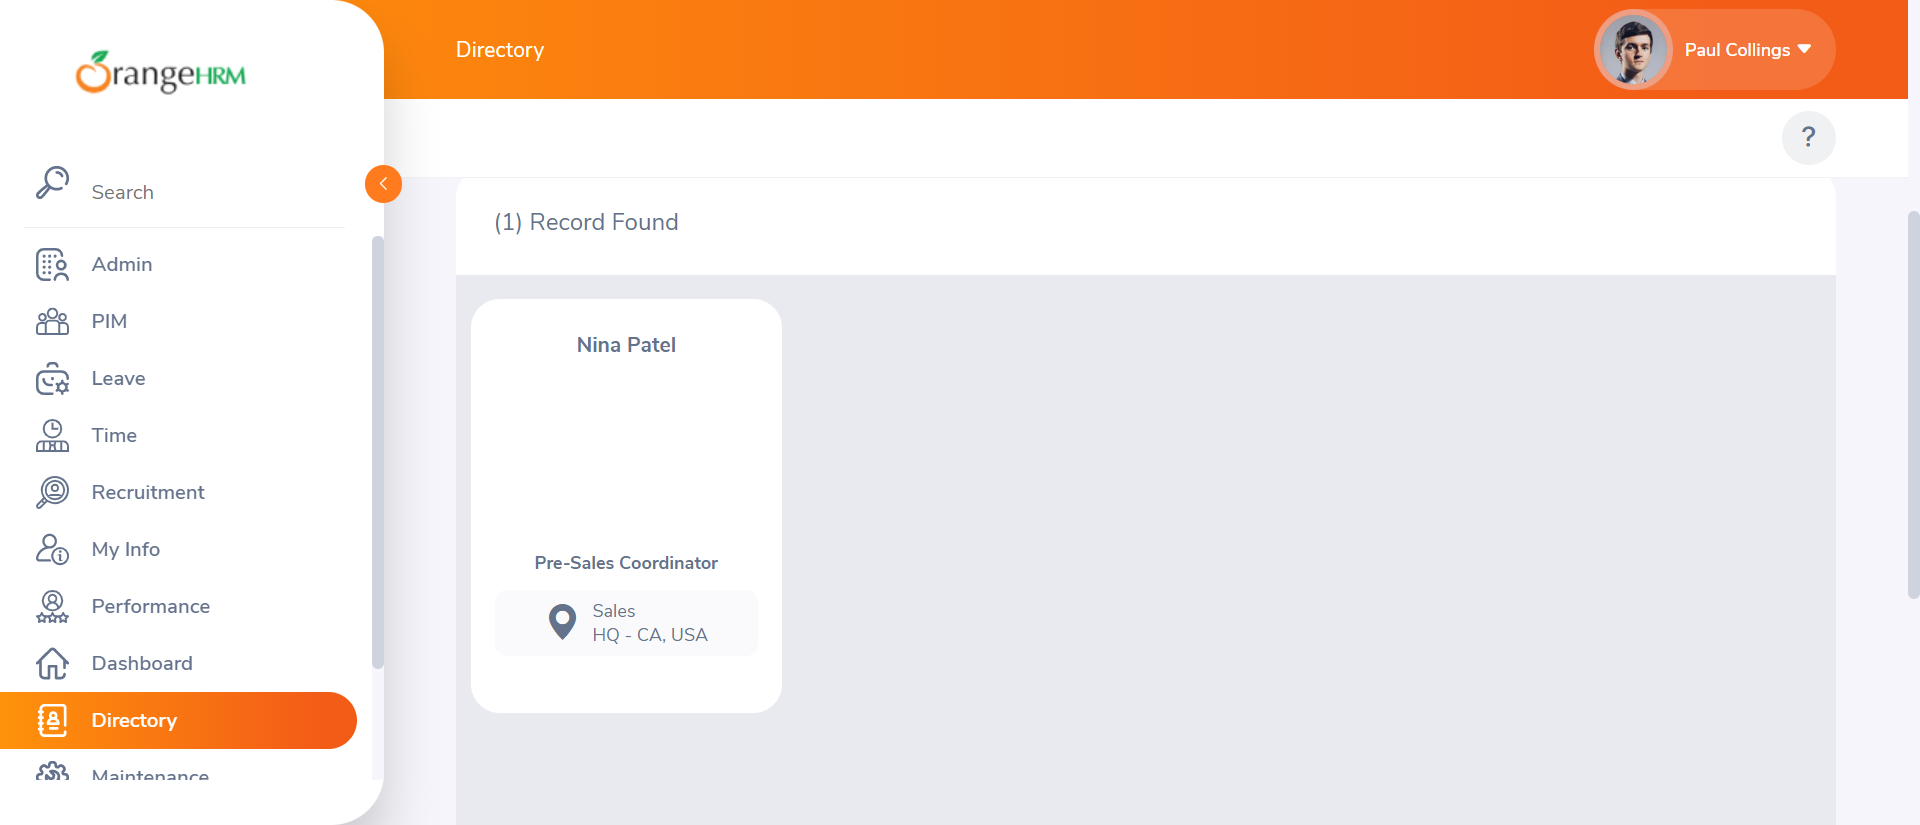 OrangeHRM
Search
Admin
PIM
Leave
Time
Recruitment
My Info
Performance
Dashboard
Directory
Maintenance
Directory
Paul Collings
?
(1) Record Found
Nina Patel
Pre-Sales Coordinator
Sales
HQ - CA, USA